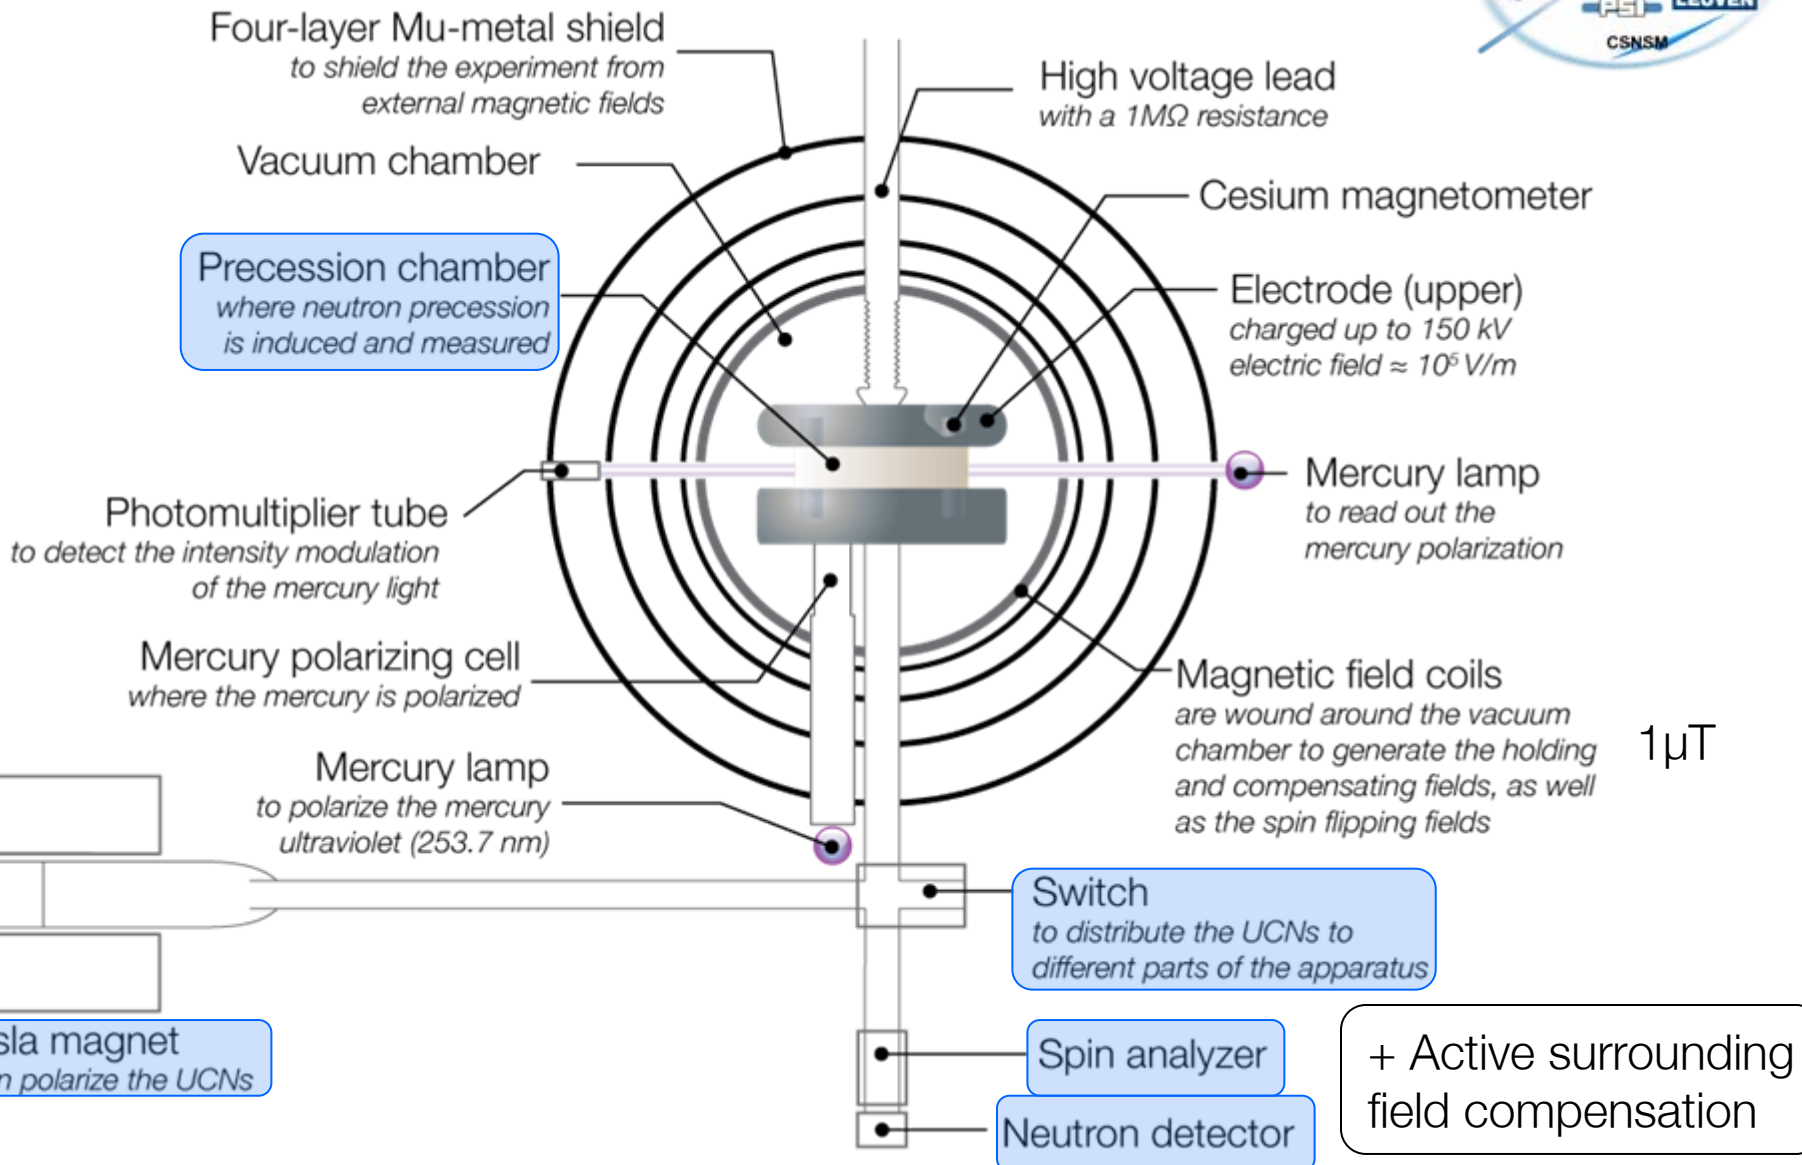 Four-layer Mu-metal shield
to shield the experiment from
external magnetic fields
Vacuum chamber
Precession chamber
where neutron precession
is induced and measured
Photomultiplier tube
to detect the intensity modulation
of the mercury light
Mercury polarizing cell
where the mercury is polarized
Mercury lamp
to polarize the mercury
ultraviolet (253.7 nm)
sla magnet
n polarize the UCNs
PSI LEUVEN
CSNSM
High voltage lead
with a 1MΩ resistance
Cesium magnetometer
Electrode (upper)
charged up to 150 kV
electric field ≈ 10⁵ V/m
Mercury lamp
to read out the
mercury polarization
Magnetic field coils
are wound around the vacuum
chamber to generate the holding
and compensating fields, as well
as the spin flipping fields
1µT
Switch
to distribute the UCNs to
different parts of the apparatus
Spin analyzer
Neutron detector
+ Active surrounding
field compensation